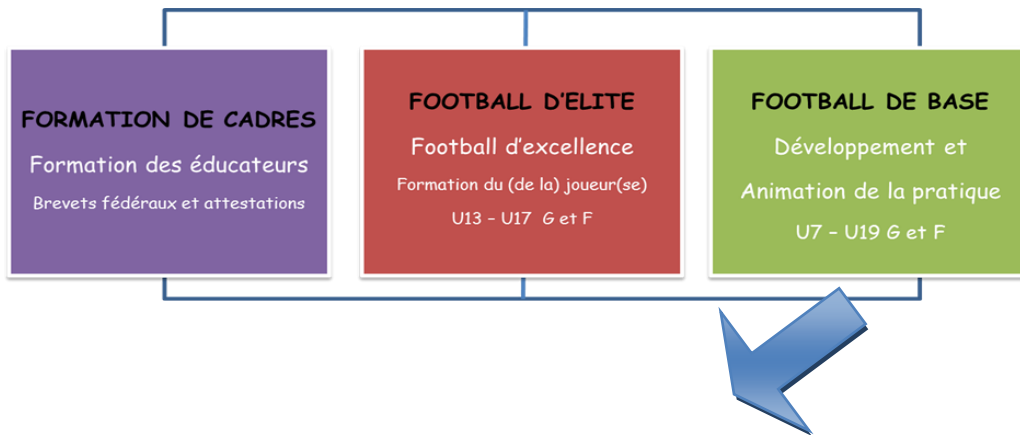 FORMATION DE CADRES
Formation des éducateurs
Brevets fédéraux et attestations
FOOTBALL D'ELITE
Football d'excellence
Formation du (de la) joueur(se)
U13 – U17 G et F
FOOTBALL DE BASE
Développement et
Animation de la pratique
U7 – U19 G et F